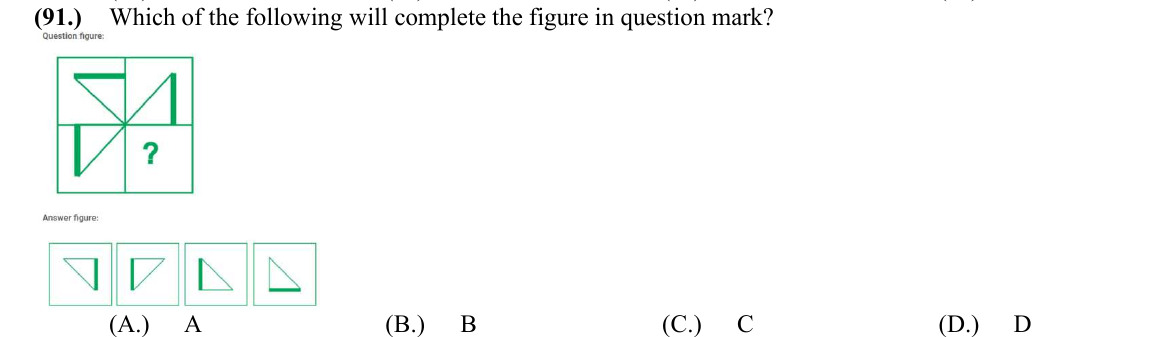 (91.) Which of the following will complete the figure in question mark?
Question figure:
?
Answer figure:
(A.) A (B.) B (C.) C (D.) D